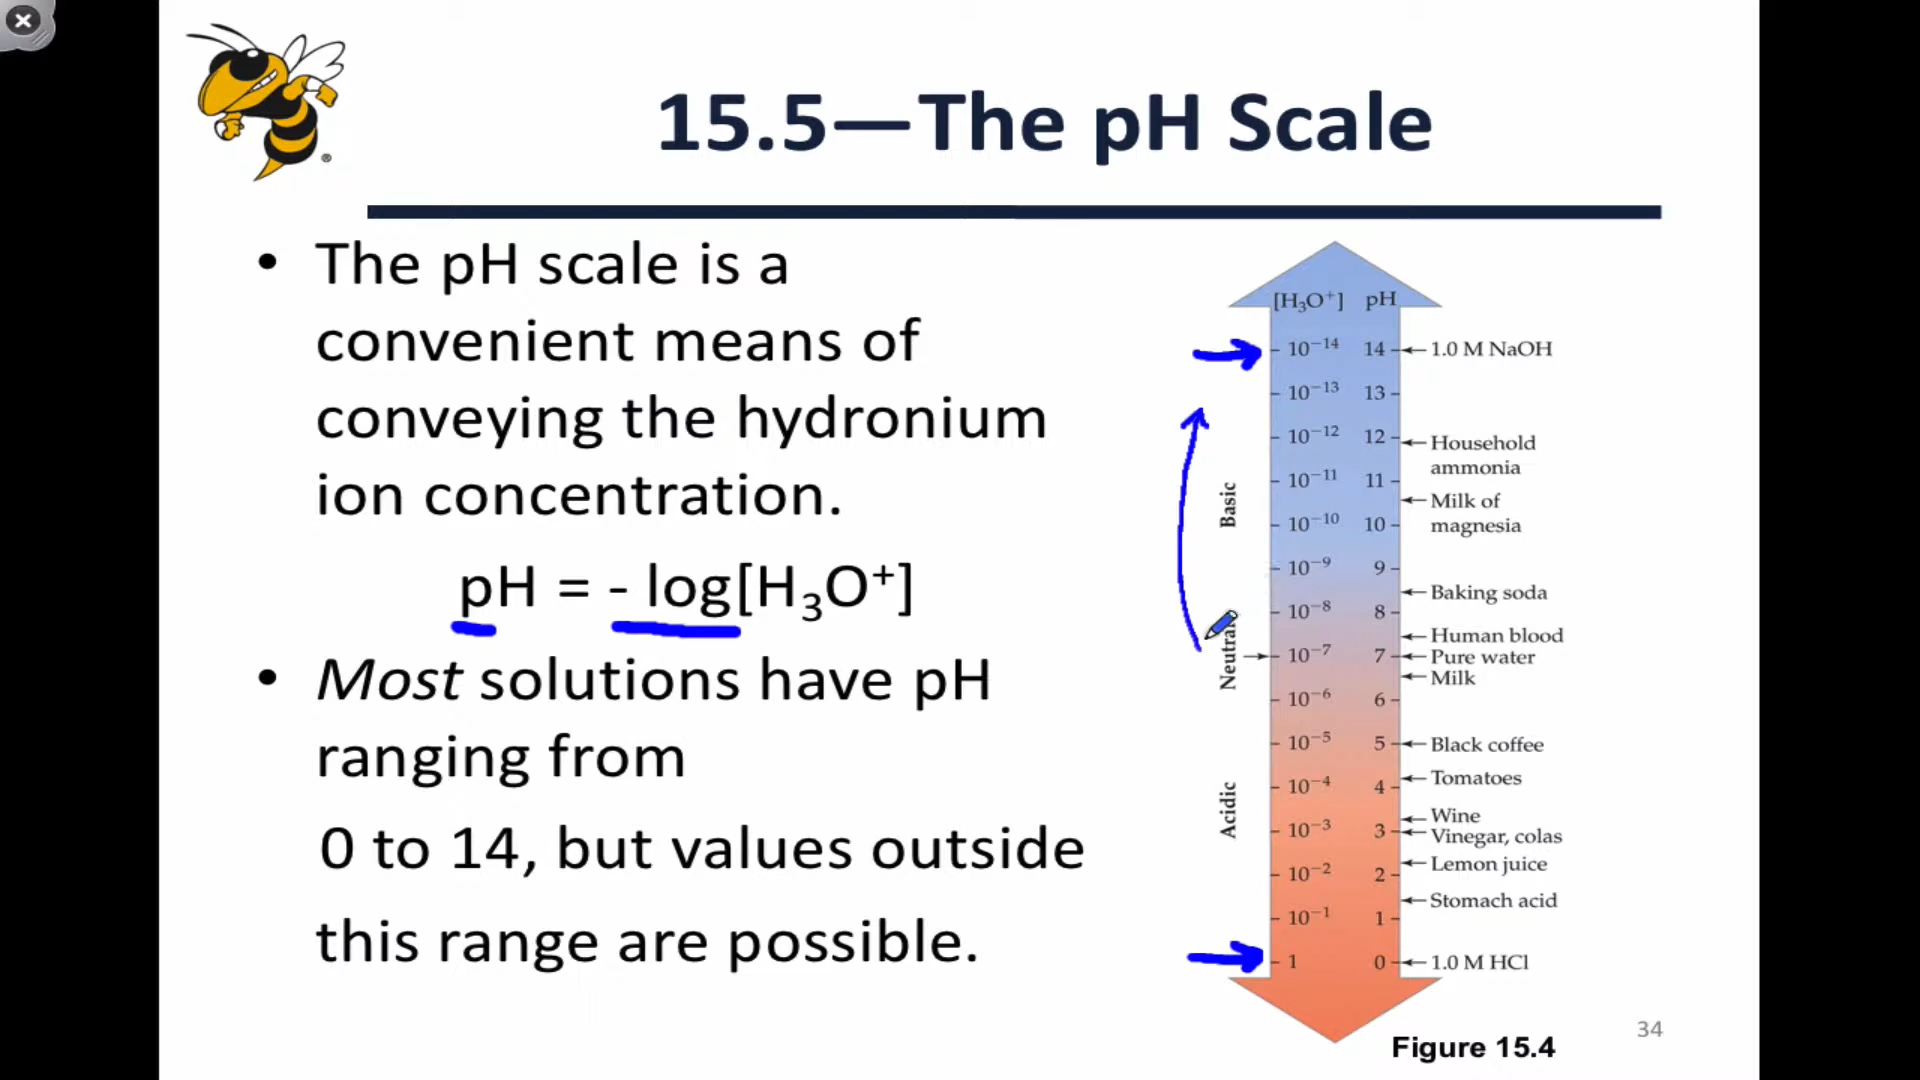 15.5—The pH Scale
• The pH scale is a
convenient means of
conveying the hydronium
ion concentration.
pH = - log[H₃O⁺]
• Most solutions have pH
ranging from
0 to 14, but values outside
this range are possible.
[H₃O⁺] pH
10⁻¹⁴ 14 1.0 M NaOH
10⁻¹³ 13
10⁻¹² 12 Household
ammonia
10⁻¹¹ 11
Milk of
magnesia
10⁻¹⁰ 10
Basic
10⁻⁹ 9
Baking soda
10⁻⁸ 8
Human blood
Neutral
10⁻⁷ 7 Pure water
Milk
10⁻⁶ 6
10⁻⁵ 5 Black coffee
Tomatoes
10⁻⁴ 4
Acidic
Wine
10⁻³ 3 Vinegar, colas
Lemon juice
10⁻² 2
Stomach acid
10⁻¹ 1
1 0 1.0 M HCl
34
Figure 15.4
®